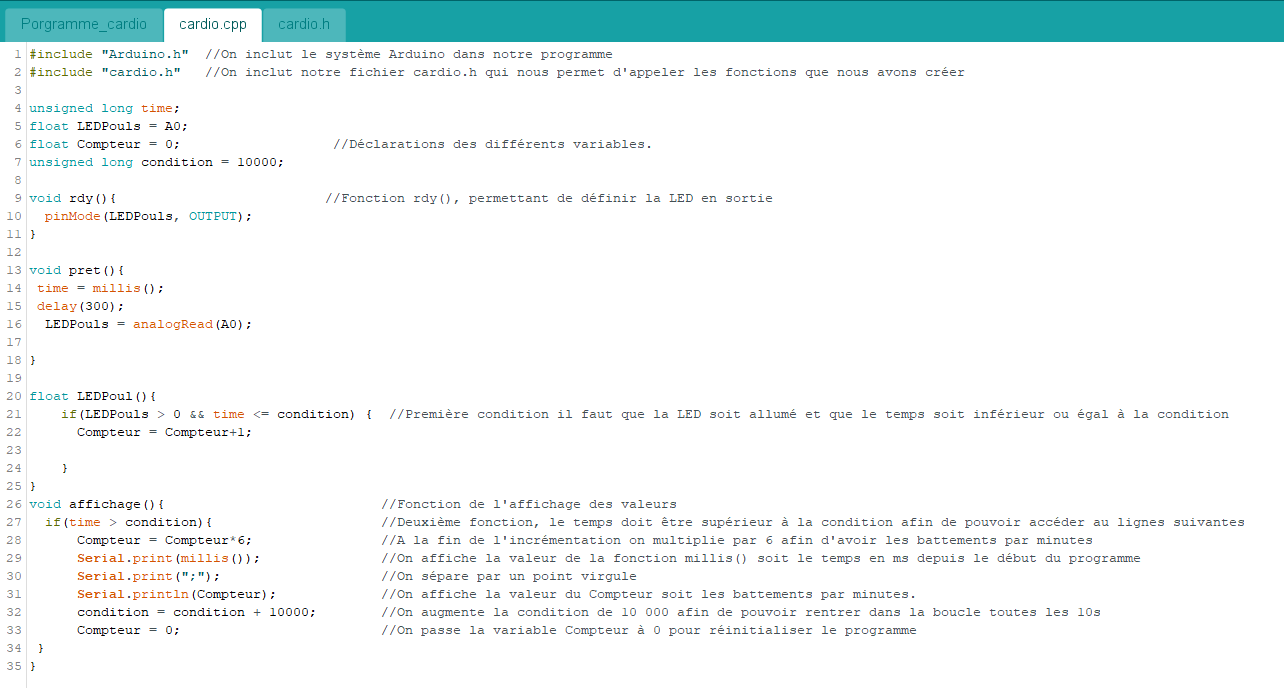 Porgramme_cardio cardio.cpp cardio.h
1 #include "Arduino.h" //On inclut le système Arduino dans notre programme
2 #include "cardio.h" //On inclut notre fichier cardio.h qui nous permet d'appeler les fonctions que nous avons créer
3
4 unsigned long time;
5 float LEDPouls = A0;
6 float Compteur = 0; //Déclarations des différents variables.
7 unsigned long condition = 10000;
8
9 void rdy(){ //Fonction rdy(), permettant de définir la LED en sortie
10 pinMode(LEDPouls, OUTPUT);
11 }
12
13 void pret(){
14 time = millis();
15 delay(300);
16 LEDPouls = analogRead(A0);
17
18 }
19
20 float LEDPoul(){
21 if(LEDPouls > 0 && time <= condition) { //Première condition il faut que la LED soit allumé et que le temps soit inférieur ou égal à la condition
22 Compteur = Compteur+1;
23
24 }
25 }
26 void affichage(){ //Fonction de l'affichage des valeurs
27 if(time > condition){ //Deuxième fonction, le temps doit être supérieur à la condition afin de pouvoir accéder au lignes suivantes
28 Compteur = Compteur*6; //A la fin de l'incrémentation on multiplie par 6 afin d'avoir les battements par minutes
29 Serial.print(millis()); //On affiche la valeur de la fonction millis() soit le temps en ms depuis le début du programme
30 Serial.print(";"); //On sépare par un point virgule
31 Serial.println(Compteur); //On affiche la valeur du Compteur soit les battements par minutes.
32 condition = condition + 10000; //On augmente la condition de 10 000 afin de pouvoir rentrer dans la boucle toutes les 10s
33 Compteur = 0; //On passe la variable Compteur à 0 pour réinitialiser le programme
34 }
35 }